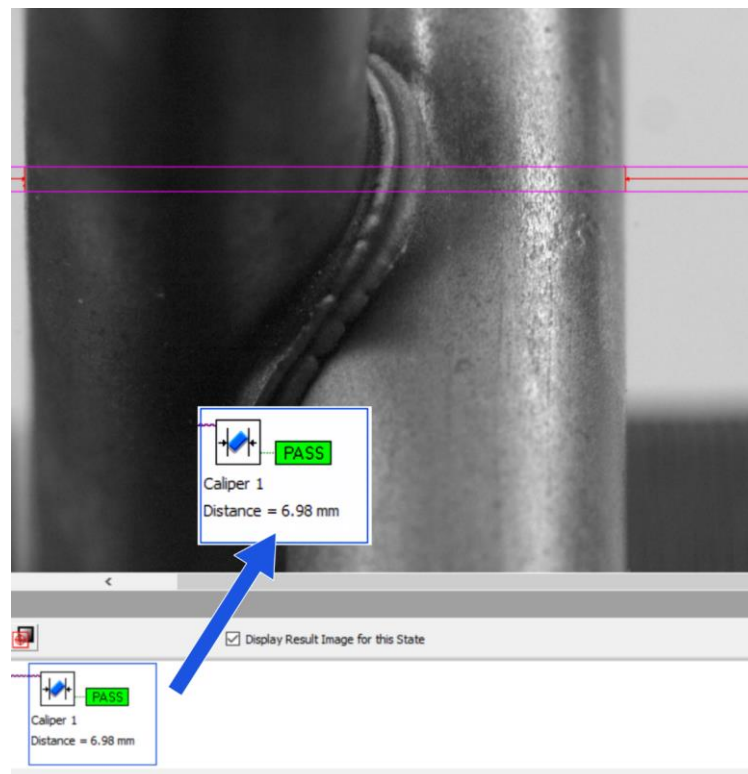 PASS
Caliper 1
Distance = 6.98 mm
Display Result Image for this State
PASS
Caliper 1
Distance = 6.98 mm